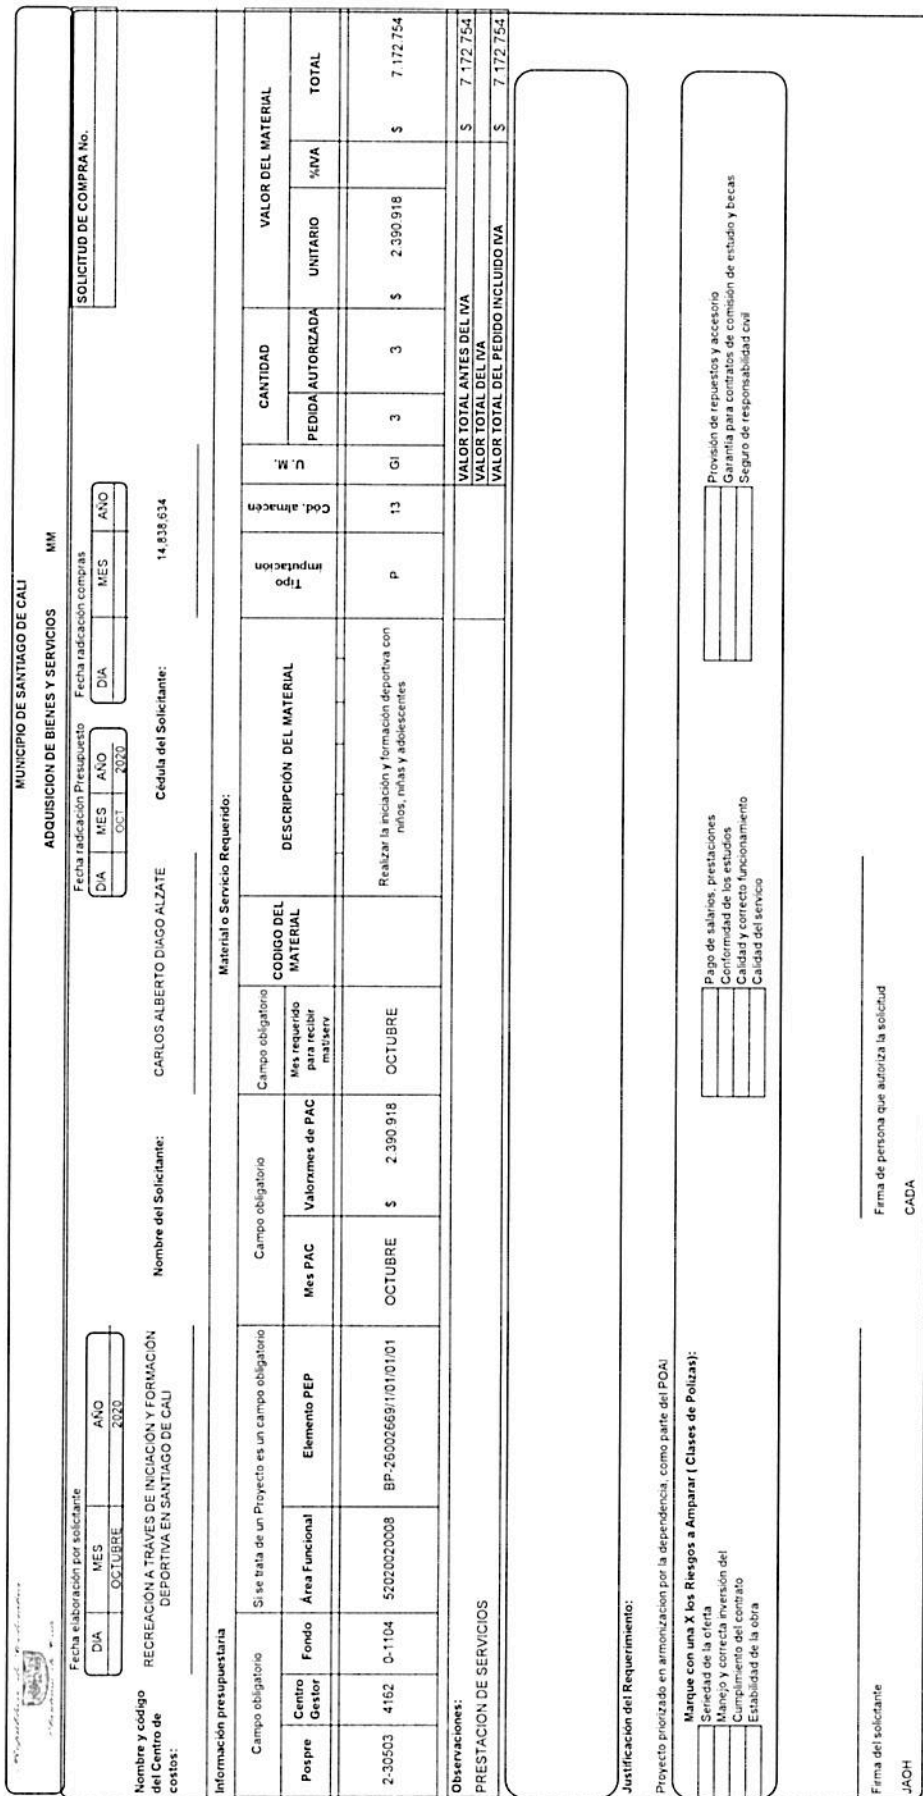 MUNICIPIO DE SANTIAGO DE CALI
ADQUISICION DE BIENES Y SERVICIOS MM
Fecha elaboración por solicitante
DIA MES AÑO
OCTUBRE 2020
Fecha radicación Presupuesto
DIA MES AÑO
OCT 2020
Fecha radicación compras
DIA MES AÑO
SOLICITUD DE COMPRA No.
Nombre y código
del Centro de
costos:
RECREACIÓN A TRAVES DE INICIACIÓN Y FORMACIÓN
DEPORTIVA EN SANTIAGO DE CALI
Nombre del Solicitante:
CARLOS ALBERTO DIAGO ALZATE
Cédula del Solicitante:
14,838,634
Información presupuestaria
Material o Servicio Requerido:
Campo obligatorio
Si se trata de un Proyecto es un campo obligatorio
Campo obligatorio
Campo obligatorio
CODIGO DEL
MATERIAL
DESCRIPCIÓN DEL MATERIAL
Tipo
imputación
Cód. almacén
U. M.
CANTIDAD
VALOR DEL MATERIAL
Pospre
Centro
Gestor
Fondo
Área Funcional
Elemento PEP
Mes PAC
Valorxmes de PAC
Mes requerido
para recibir
mat/serv
PEDIDA
AUTORIZADA
UNITARIO
%IVA
TOTAL
2-30503 4162 0-1104 52020020008 BP-26002669/1/01/01/01 OCTUBRE $ 2.390.918 OCTUBRE
Realizar la iniciación y formación deportiva con
niños, niñas y adolescentes
P 13 GI 3 3 $ 2.390.918 $ 7.172.754
Observaciones:
PRESTACION DE SERVICIOS
VALOR TOTAL ANTES DEL IVA $ 7.172.754
VALOR TOTAL DEL IVA
VALOR TOTAL DEL PEDIDO INCLUIDO IVA $ 7.172.754
Justificación del Requerimiento:
Proyecto priorizado en armonizacion por la dependencia, como parte del POAI
Marque con una X los Riesgos a Amparar ( Clases de Polizas):
Seriedad de la oferta
Manejo y correcta inversión del
Cumplimiento del contrato
Estabilidad de la obra
Pago de salarios, prestaciones
Conformidad de los estudios
Calidad y correcto funcionamiento
Calidad del servicio
Provisión de repuestos y accesorio
Garantía para contratos de comisión de estudio y becas
Seguro de responsabilidad civil
Firma del solicitante
JAOH
Firma de persona que autoriza la solicitud
CADA